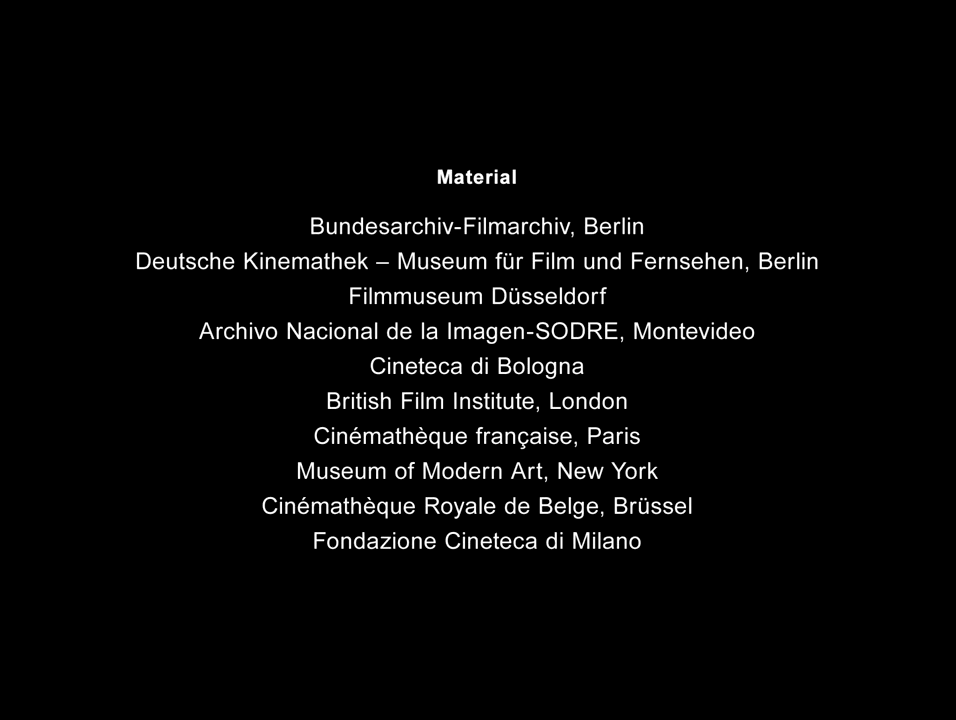 Material
Bundesarchiv-Filmarchiv, Berlin
Deutsche Kinemathek – Museum für Film und Fernsehen, Berlin
Filmmuseum Düsseldorf
Archivo Nacional de la Imagen-SODRE, Montevideo
Cineteca di Bologna
British Film Institute, London
Cinémathèque française, Paris
Museum of Modern Art, New York
Cinémathèque Royale de Belge, Brüssel
Fondazione Cineteca di Milano